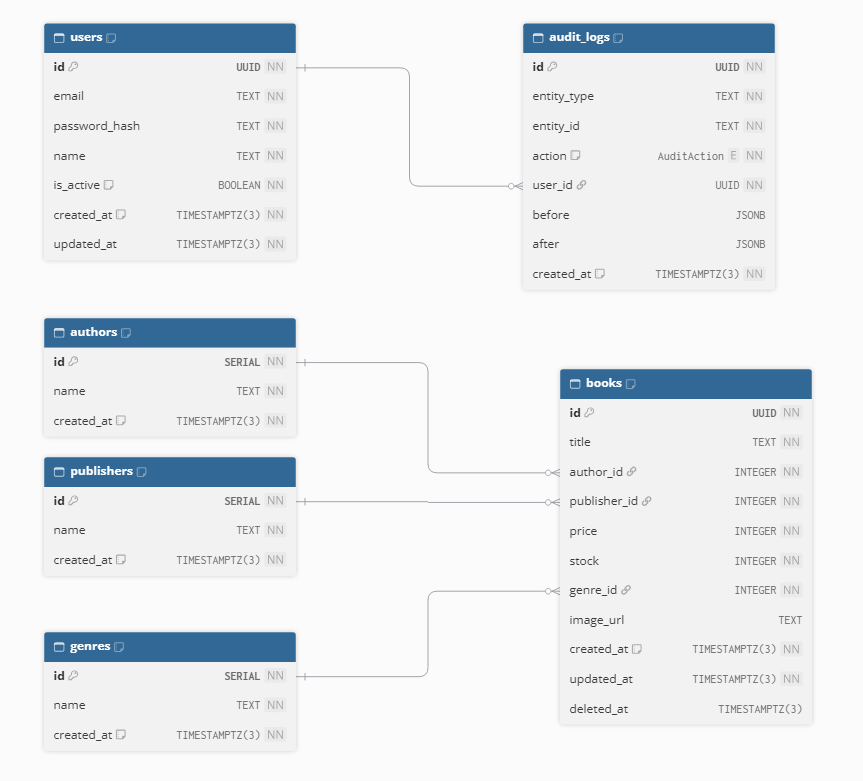 users
id UUID NN
email TEXT NN
password_hash TEXT NN
name TEXT NN
is_active BOOLEAN NN
created_at TIMESTAMPTZ(3) NN
updated_at TIMESTAMPTZ(3) NN
audit_logs
id UUID NN
entity_type TEXT NN
entity_id TEXT NN
action AuditAction E NN
user_id UUID NN
before JSONB
after JSONB
created_at TIMESTAMPTZ(3) NN
authors
id SERIAL NN
name TEXT NN
created_at TIMESTAMPTZ(3) NN
publishers
id SERIAL NN
name TEXT NN
created_at TIMESTAMPTZ(3) NN
genres
id SERIAL NN
name TEXT NN
created_at TIMESTAMPTZ(3) NN
books
id UUID NN
title TEXT NN
author_id INTEGER NN
publisher_id INTEGER NN
price INTEGER NN
stock INTEGER NN
genre_id INTEGER NN
image_url TEXT
created_at TIMESTAMPTZ(3) NN
updated_at TIMESTAMPTZ(3) NN
deleted_at TIMESTAMPTZ(3)